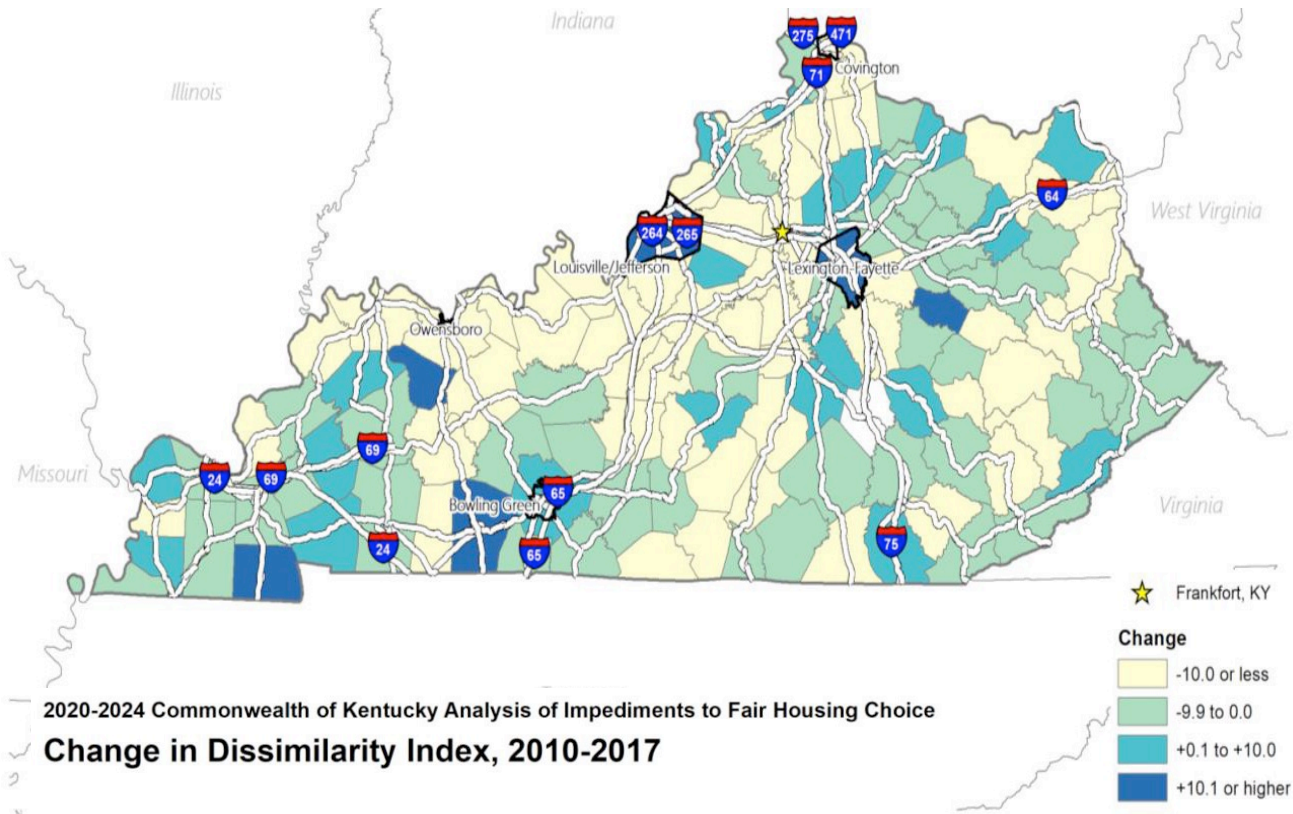 Indiana
275
471
71
Covington
Illinois
64
West Virginia
264
265
Louisville/Jefferson
Lexington-Fayette
Owensboro
69
Missouri
24
69
65
Bowling Green
Virginia
24
65
75
Frankfort, KY
Change
-10.0 or less
-9.9 to 0.0
+0.1 to +10.0
+10.1 or higher
2020-2024 Commonwealth of Kentucky Analysis of Impediments to Fair Housing Choice
Change in Dissimilarity Index, 2010-2017